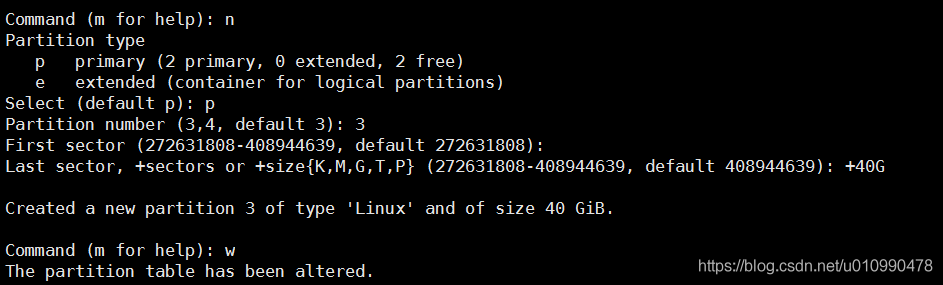 Command (m for help): n
Partition type
   p   primary (2 primary, 0 extended, 2 free)
   e   extended (container for logical partitions)
Select (default p): p
Partition number (3,4, default 3): 3
First sector (272631808-408944639, default 272631808):
Last sector, +sectors or +size{K,M,G,T,P} (272631808-408944639, default 408944639): +40G
Created a new partition 3 of type 'Linux' and of size 40 GiB.
Command (m for help): w
The partition table has been altered.
https://blog.csdn.net/u010990478